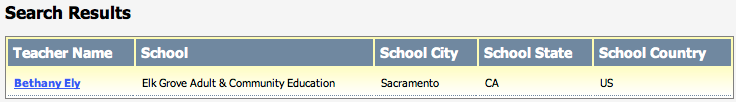 Search Results
Teacher Name School School City School State School Country
Bethany Ely Elk Grove Adult & Community Education Sacramento CA US